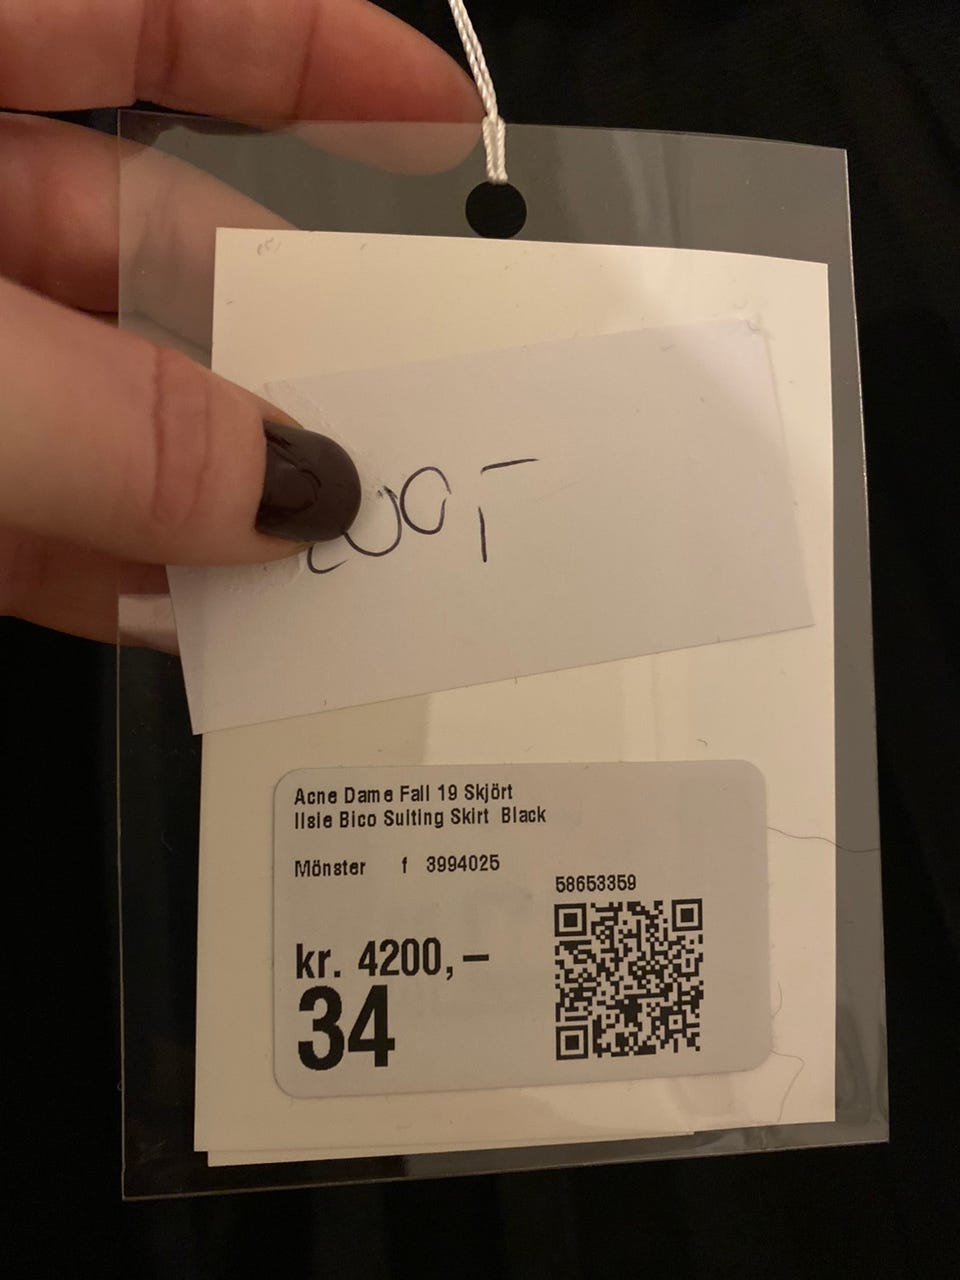 Acne Dame Fall 19 Skjört
Ilsie Bico Suiting Skirt Black
Mönster f 3994025
58653359
kr. 4200,–
34